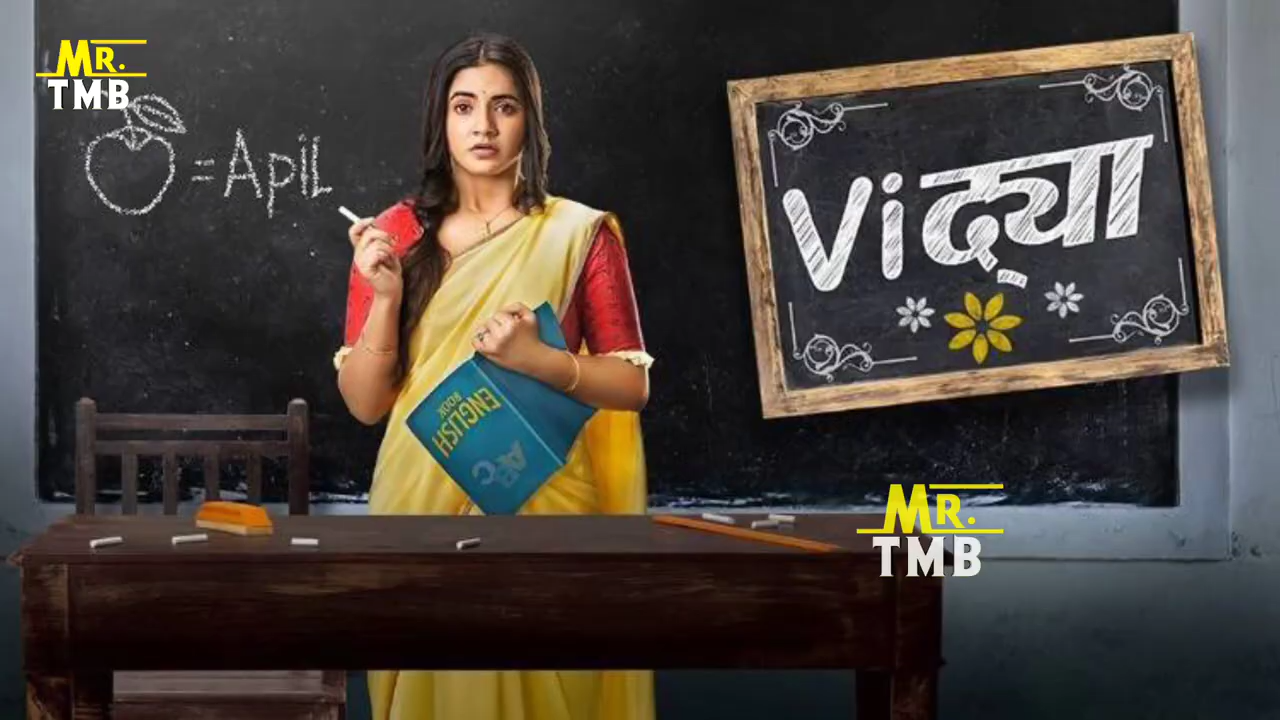 MR.
TMB
= ApiL
Viद्या
ENGLISH
BOOK
ABC
MR.
TMB